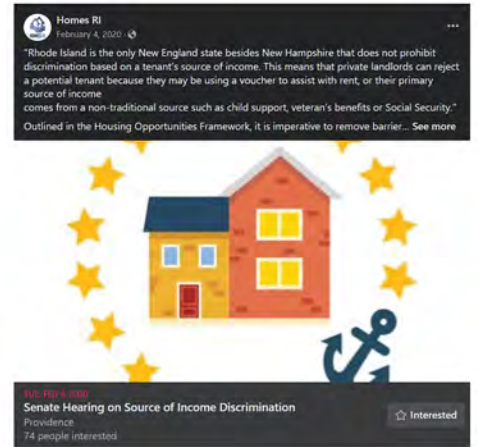 Homes RI
February 4, 2020 ·
...
"Rhode Island is the only New England state besides New Hampshire that does not prohibit
discrimination based on a tenant's source of income. This means that private landlords can reject
a potential tenant because they may be using a voucher to assist with rent, or their primary
source of income
comes from a non-traditional source such as child support, veteran's benefits or Social Security."
Outlined in the Housing Opportunities Framework, it is imperative to remove barrier... See more
TUE, FEB 4 2020
Senate Hearing on Source of Income Discrimination
Providence
74 people interested
Interested